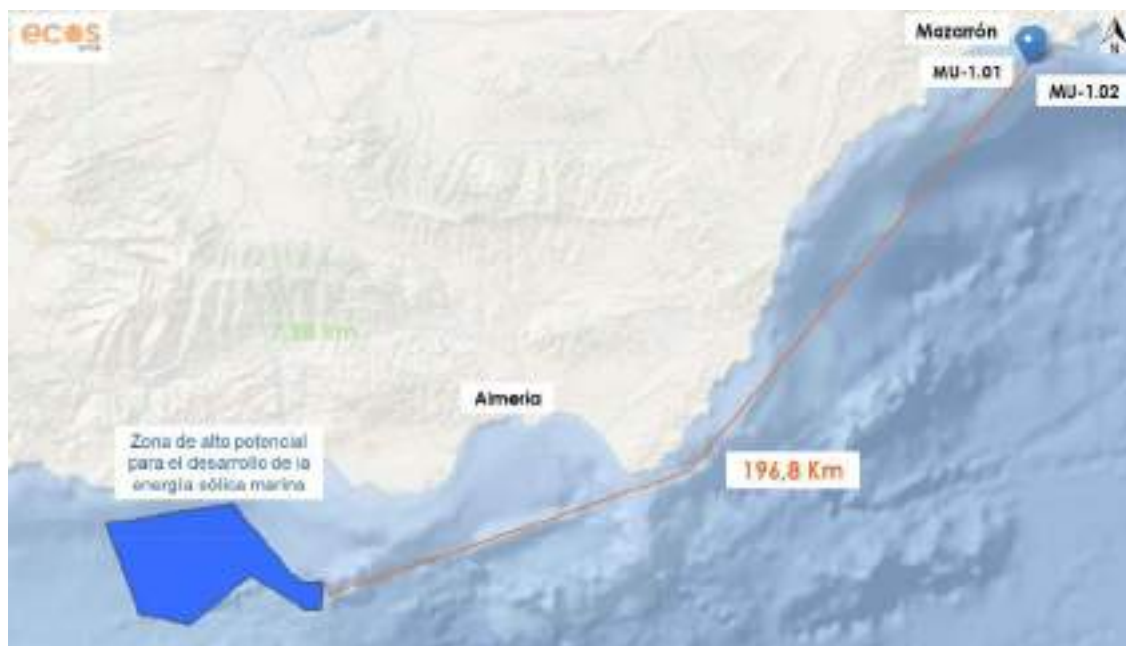 ecos
Mazarrón
N
MU-1.01
MU-1.02
Almería
Zona de alto potencial
para el desarrollo de la
energía eólica marina
196,8 Km